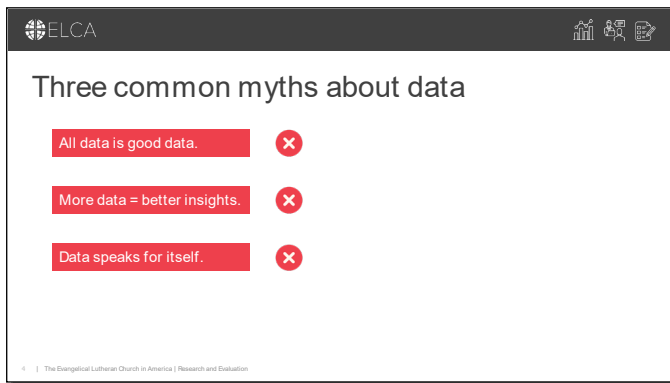 ELCA
Three common myths about data
All data is good data.
More data = better insights.
Data speaks for itself.
4 | The Evangelical Lutheran Church in America | Research and Evaluation